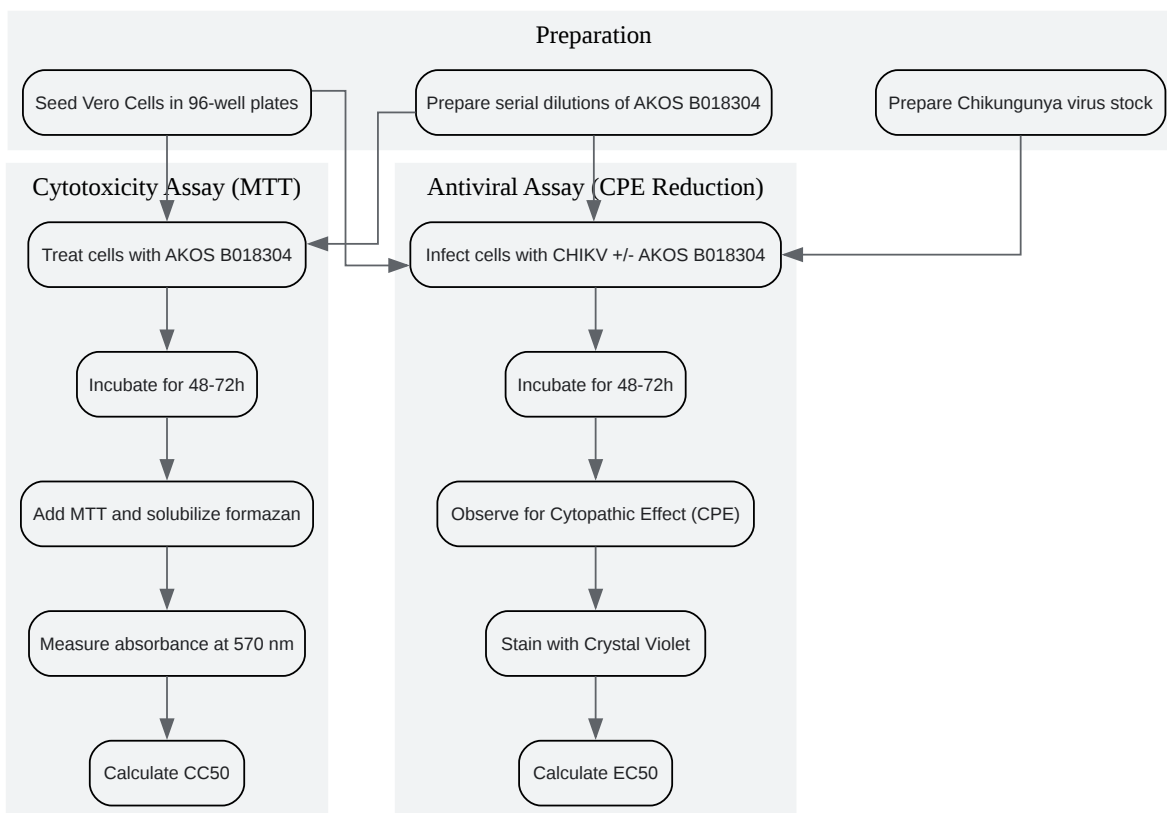 Preparation
Seed Vero Cells in 96-well plates
Prepare serial dilutions of AKOS B018304
Prepare Chikungunya virus stock
Cytotoxicity Assay (MTT)
Antiviral Assay (CPE Reduction)
Treat cells with AKOS B018304
Infect cells with CHIKV +/- AKOS B018304
Incubate for 48-72h
Incubate for 48-72h
Add MTT and solubilize formazan
Observe for Cytopathic Effect (CPE)
Measure absorbance at 570 nm
Stain with Crystal Violet
Calculate CC50
Calculate EC50